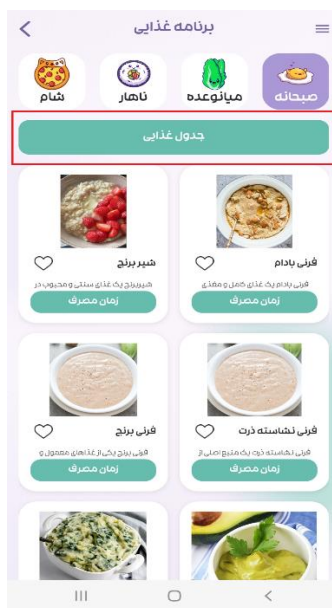 برنامه غذایی
صبحانه
میانوعده
ناهار
شام
جدول غذایی
فرنی بادام
فرنی بادام یک غذای کامل و مغذی
زمان مصرف
شیر برنج
شیربرنج یک غذای سنتی و محبوب در
زمان مصرف
فرنی نشاسته ذرت
فرنی نشاسته ذرت یک منبع اصلی از
زمان مصرف
فرنی برنج
فرنی برنج یکی از غذاهای معمول و
زمان مصرف